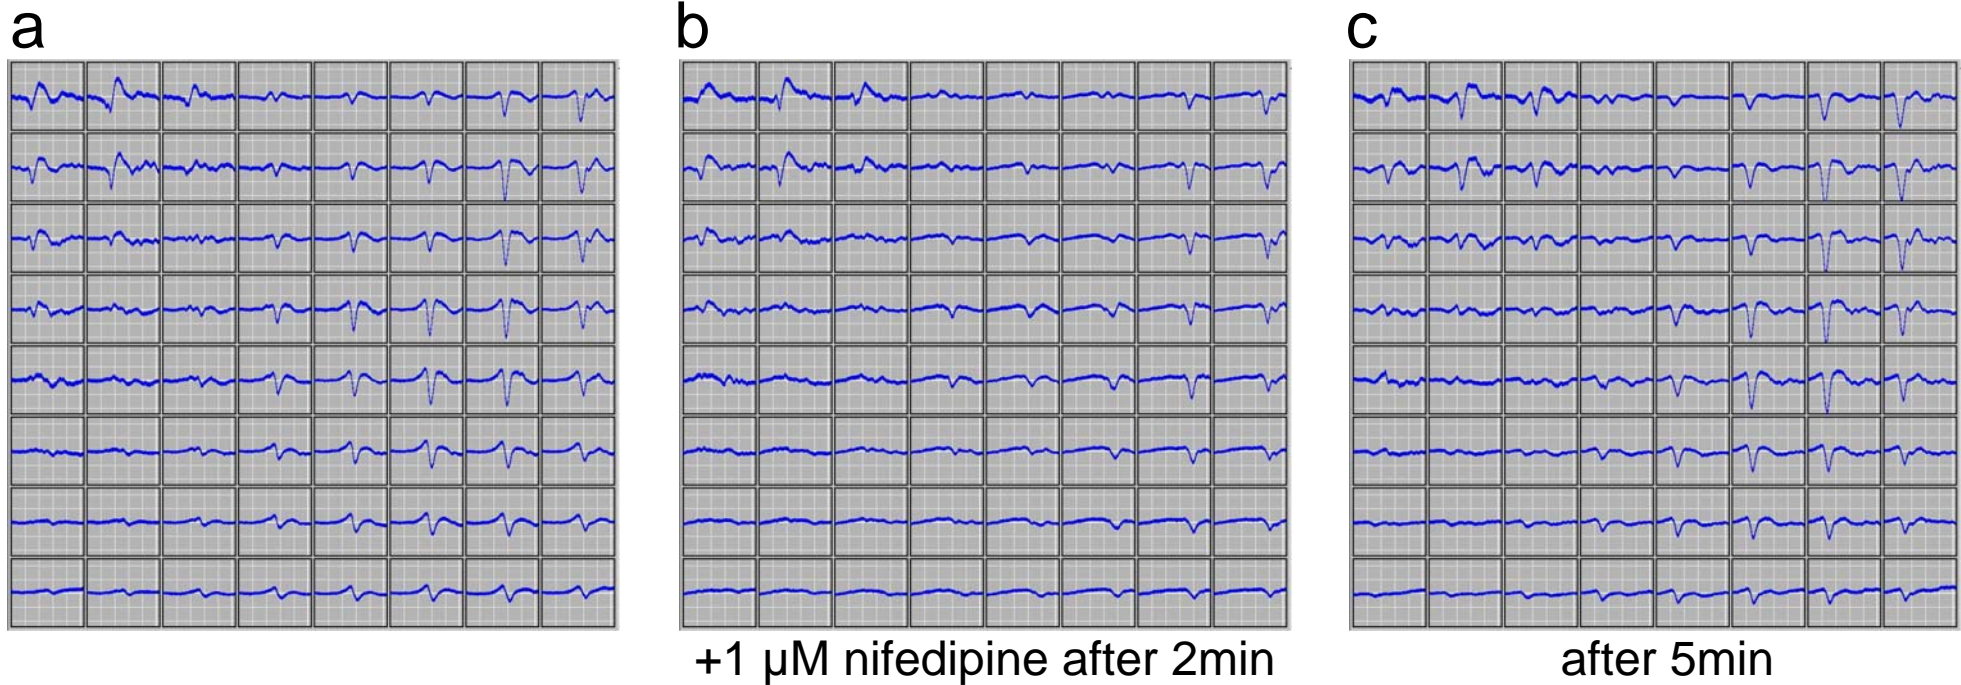 a
b
c
+1 µM nifedipine after 2min
after 5min